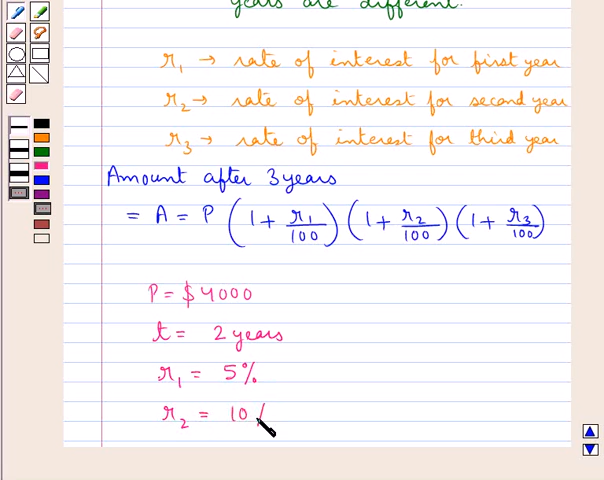 years are different.
r₁ → rate of interest for first year
r₂ → rate of interest for second year
r₃ → rate of interest for third year
Amount after 3 years
= A = P (1 + r₁/100) (1 + r₂/100) (1 + r₃/100)
P = $ 4000
t = 2 years
r₁ = 5%
r₂ = 10 /